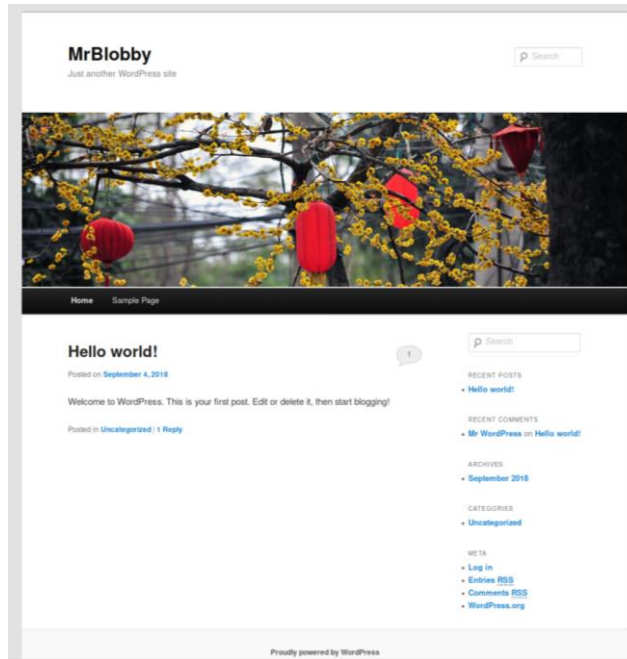 MrBlobby
Just another WordPress site
Search
Home Sample Page
Hello world!
1
Posted on September 4, 2018
Welcome to WordPress. This is your first post. Edit or delete it, then start blogging!
Posted in Uncategorized | 1 Reply
Search
RECENT POSTS
Hello world!
RECENT COMMENTS
Mr WordPress on Hello world!
ARCHIVES
September 2018
CATEGORIES
Uncategorized
META
Log in
Entries RSS
Comments RSS
WordPress.org
Proudly powered by WordPress